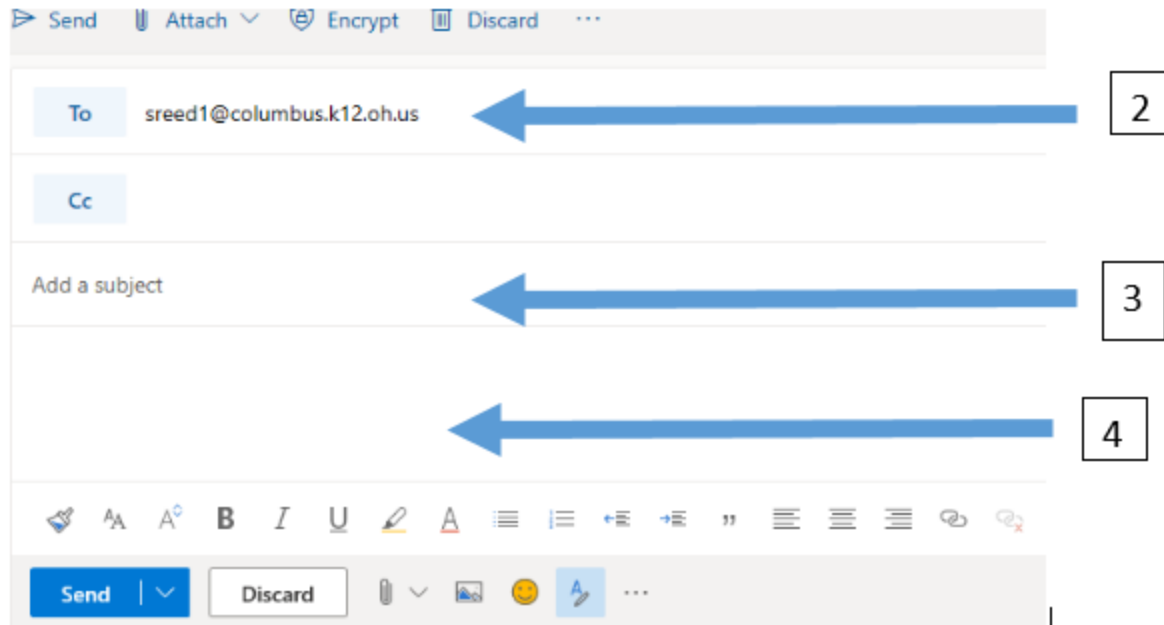 Send Attach Encrypt Discard ...
To sreed1@columbus.k12.oh.us
2
Cc
Add a subject
3
4
B I U A
Send Discard ...